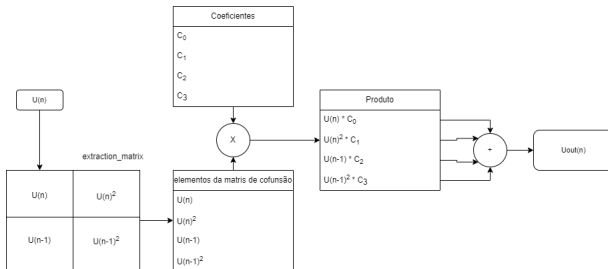 Coeficientes
C0
C1
C2
C3
U(n)
extraction_matrix
U(n) U(n)²
U(n-1) U(n-1)²
X
elementos da matris de cofunsão
U(n)
U(n)²
U(n-1)
U(n-1)²
Produto
U(n) * C0
U(n)² * C1
U(n-1) * C2
U(n-1)² * C3
+
Uout(n)